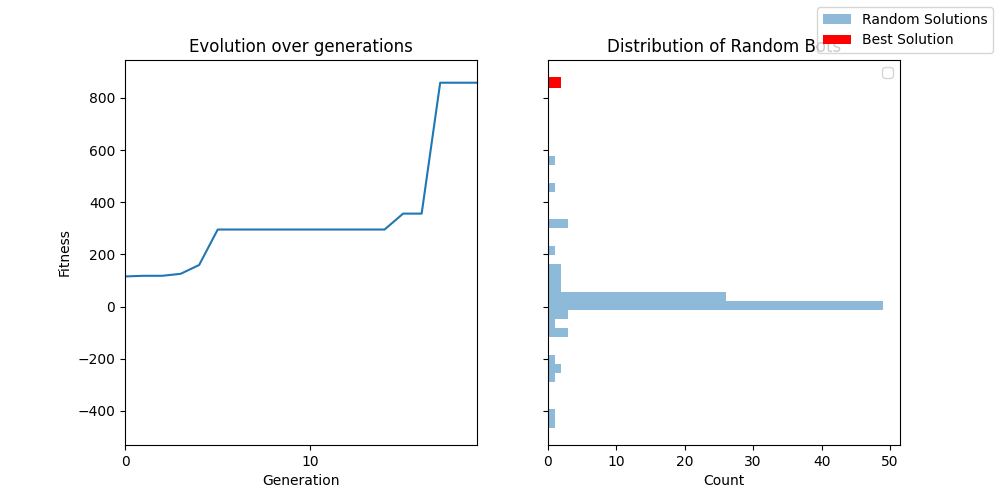 Random Solutions
Best Solution
Evolution over generations
Distribution of Random Bots
Fitness
800
600
400
200
0
−200
−400
0
10
Generation
0
10
20
30
40
50
Count